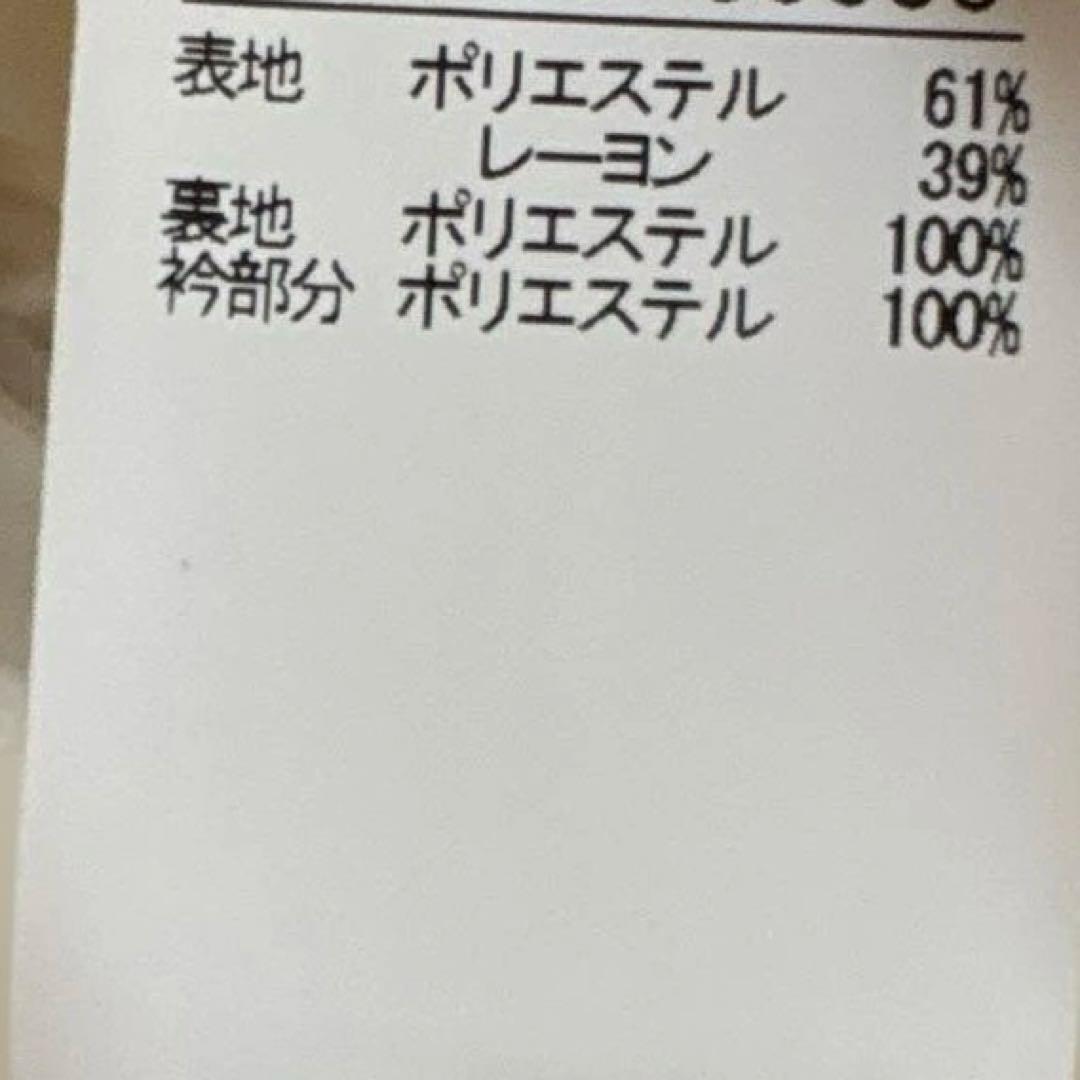 表地 ポリエステル 61%
レーヨン 39%
裏地 ポリエステル 100%
衿部分 ポリエステル 100%